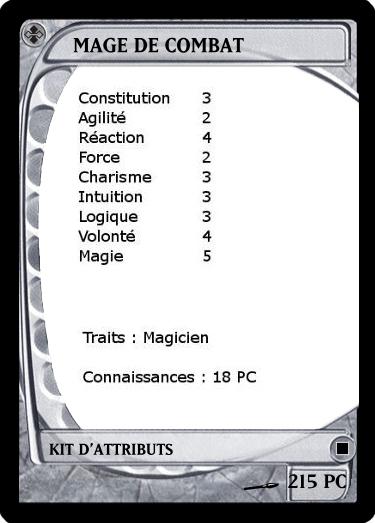 MAGE DE COMBAT
Constitution 3
Agilité 2
Réaction 4
Force 2
Charisme 3
Intuition 3
Logique 3
Volonté 4
Magie 5
Traits : Magicien
Connaissances : 18 PC
KIT D'ATTRIBUTS
215 PC